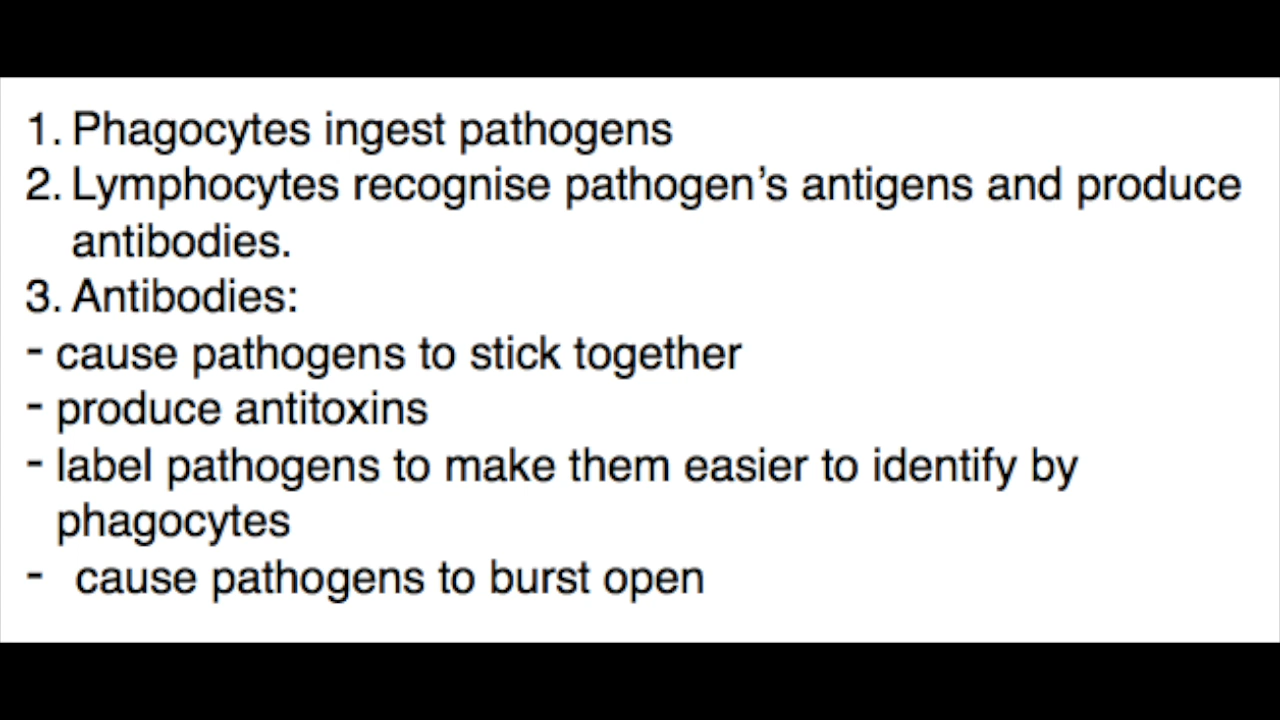 1. Phagocytes ingest pathogens
2. Lymphocytes recognise pathogen’s antigens and produce
antibodies.
3. Antibodies:
- cause pathogens to stick together
- produce antitoxins
- label pathogens to make them easier to identify by
phagocytes
- cause pathogens to burst open